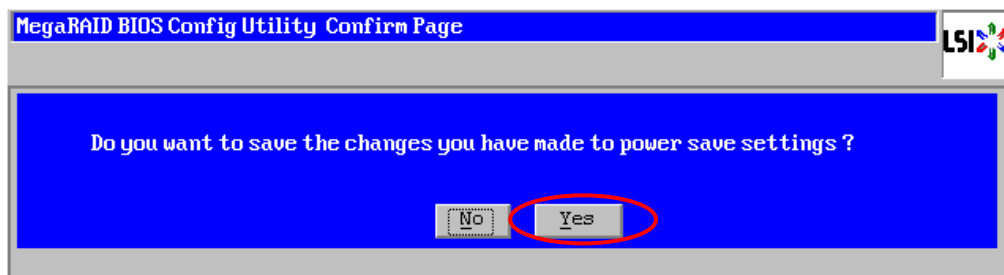 MegaRAID BIOS Config Utility Confirm Page
LSI
Do you want to save the changes you have made to power save settings ?
No
Yes